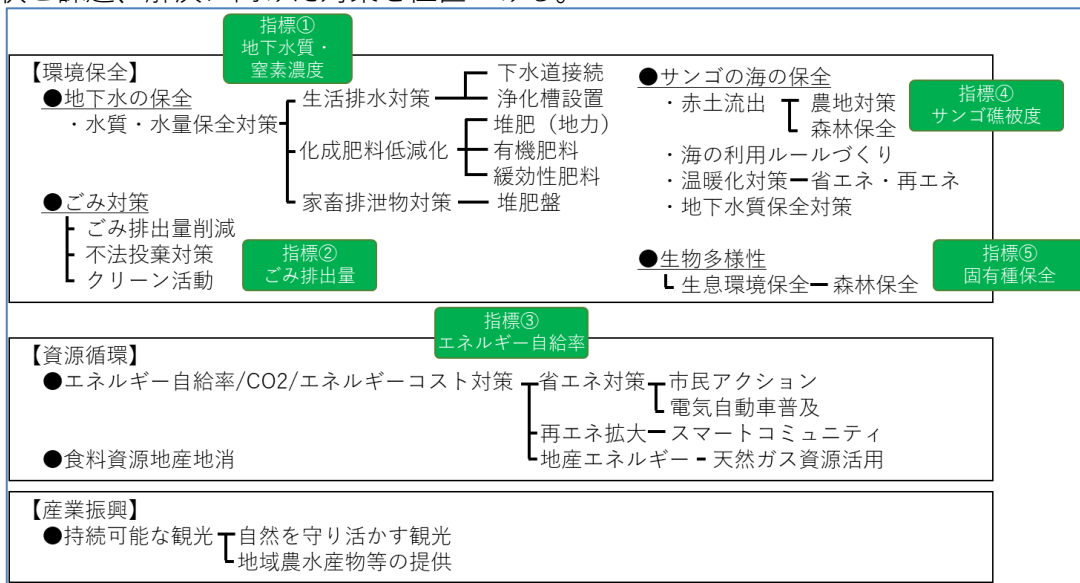 指標①
地下水質・
窒素濃度
【環境保全】
●地下水の保全
・水質・水量保全対策
生活排水対策
下水道接続
浄化槽設置
化成肥料低減化
堆肥（地力）
有機肥料
緩効性肥料
家畜排泄物対策
堆肥盤
●ごみ対策
ごみ排出量削減
不法投棄対策
クリーン活動
指標②
ごみ排出量
●サンゴの海の保全
・赤土流出
農地対策
森林保全
・海の利用ルールづくり
・温暖化対策
省エネ・再エネ
・地下水質保全対策
指標④
サンゴ礁被度
●生物多様性
生息環境保全
森林保全
指標⑤
固有種保全
指標③
エネルギー自給率
【資源循環】
●エネルギー自給率/CO2/エネルギーコスト対策
省エネ対策
市民アクション
電気自動車普及
再エネ拡大
スマートコミュニティ
地産エネルギー
天然ガス資源活用
●食料資源地産地消
【産業振興】
●持続可能な観光
自然を守り活かす観光
地域農水産物等の提供